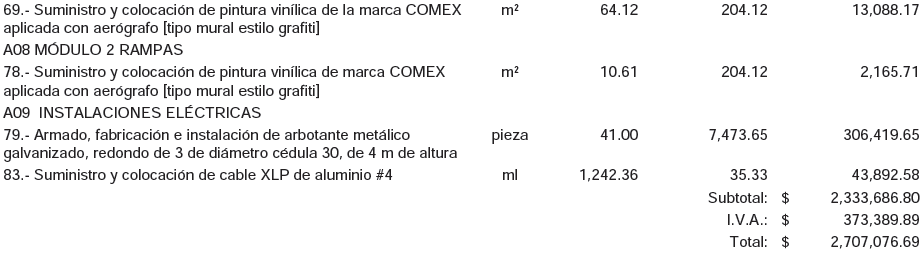 69.- Suministro y colocación de pintura vinílica de la marca COMEX m² 64.12 204.12 13,088.17
aplicada con aerógrafo [tipo mural estilo grafiti]
A08 MÓDULO 2 RAMPAS
78.- Suministro y colocación de pintura vinílica de marca COMEX m² 10.61 204.12 2,165.71
aplicada con aerógrafo [tipo mural estilo grafiti]
A09 INSTALACIONES ELÉCTRICAS
79.- Armado, fabricación e instalación de arbotante metálico pieza 41.00 7,473.65 306,419.65
galvanizado, redondo de 3 de diámetro cédula 30, de 4 m de altura
83.- Suministro y colocación de cable XLP de aluminio #4 ml 1,242.36 35.33 43,892.58
Subtotal: $ 2,333,686.80
I.V.A.: $ 373,389.89
Total: $ 2,707,076.69